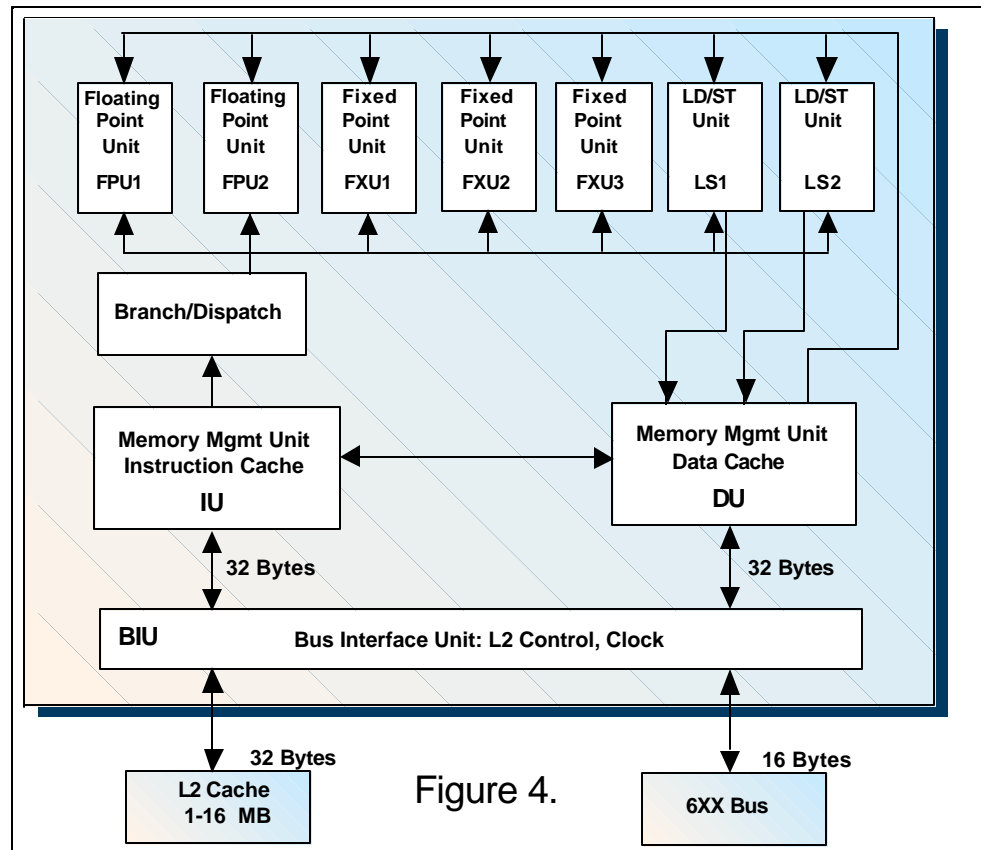 Floating
Point
Unit
FPU1
Floating
Point
Unit
FPU2
Fixed
Point
Unit
FXU1
Fixed
Point
Unit
FXU2
Fixed
Point
Unit
FXU3
LD/ST
Unit
LS1
LD/ST
Unit
LS2
Branch/Dispatch
Memory Mgmt Unit
Instruction Cache
IU
Memory Mgmt Unit
Data Cache
DU
32 Bytes
32 Bytes
BIU
Bus Interface Unit: L2 Control, Clock
32 Bytes
16 Bytes
L2 Cache
1-16 MB
Figure 4.
6XX Bus